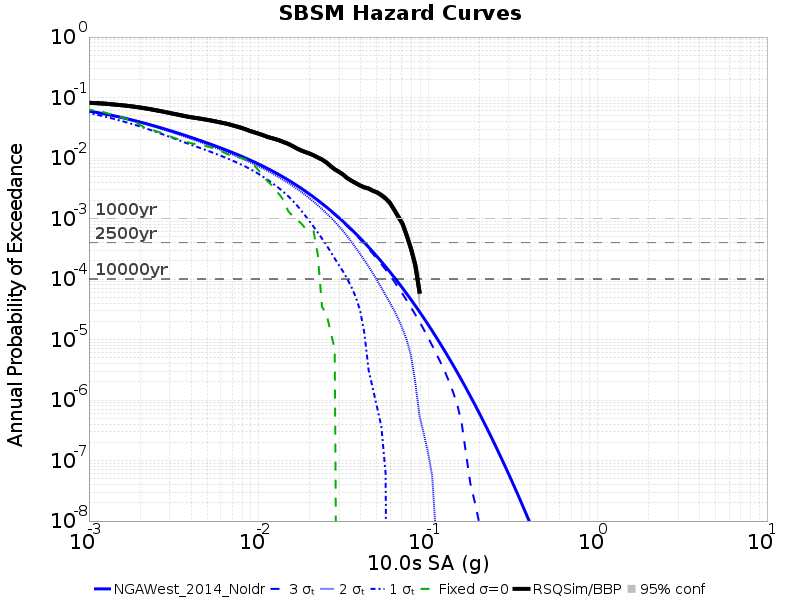 SBSM Hazard Curves
Annual Probability of Exceedance
10^0
10^-1
10^-2
10^-3
10^-4
10^-5
10^-6
10^-7
10^-8
1000yr
2500yr
10000yr
10^-3 10^-2 10^-1 10^0 10^1
10.0s SA (g)
NGAWest_2014_NoIdr 3 σₜ 2 σₜ 1 σₜ Fixed σ=0 RSQSim/BBP 95% conf